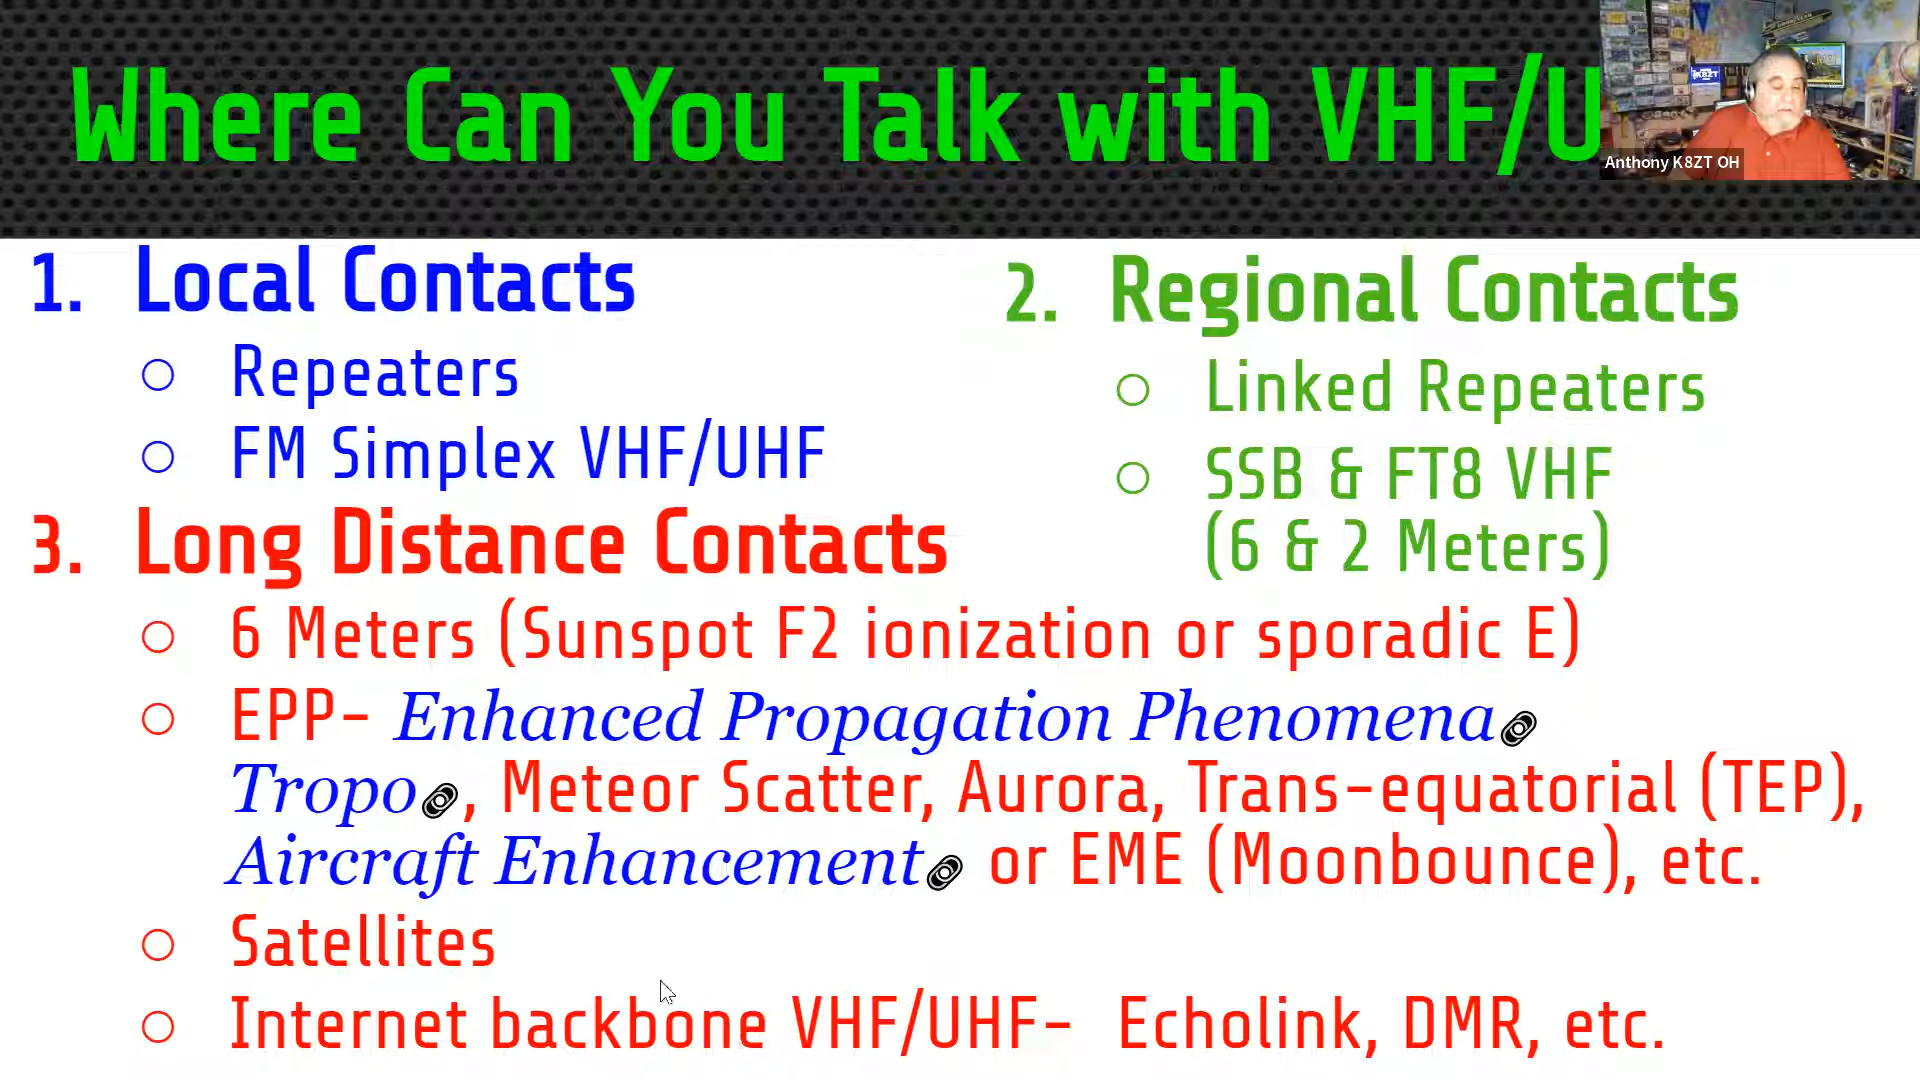 Where Can You Talk with VHF/U
Anthony K8ZT OH
K8ZT
1. Local Contacts
○ Repeaters
○ FM Simplex VHF/UHF
2. Regional Contacts
○ Linked Repeaters
○ SSB & FT8 VHF
(6 & 2 Meters)
3. Long Distance Contacts
○ 6 Meters (Sunspot F2 ionization or sporadic E)
○ EPP- Enhanced Propagation Phenomena
Tropo, Meteor Scatter, Aurora, Trans-equatorial (TEP),
Aircraft Enhancement or EME (Moonbounce), etc.
○ Satellites
○ Internet backbone VHF/UHF- Echolink, DMR, etc.